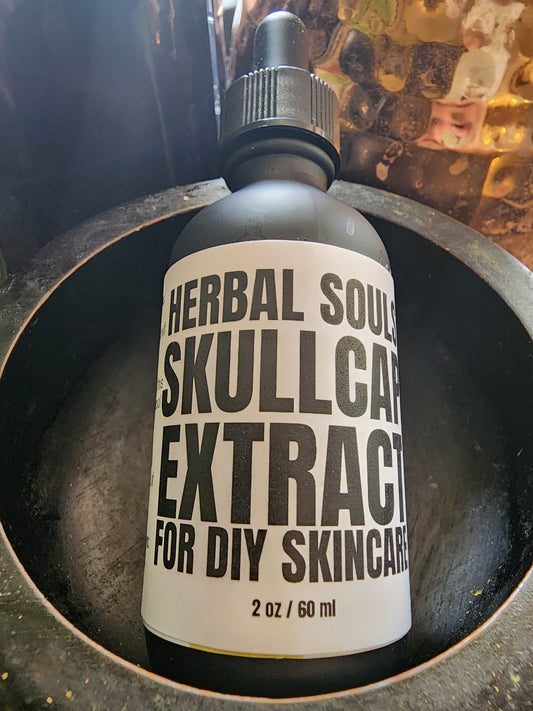 HERBAL SOULS
SKULLCAP
EXTRACT
FOR DIY SKINCARE
2 oz / 60 ml